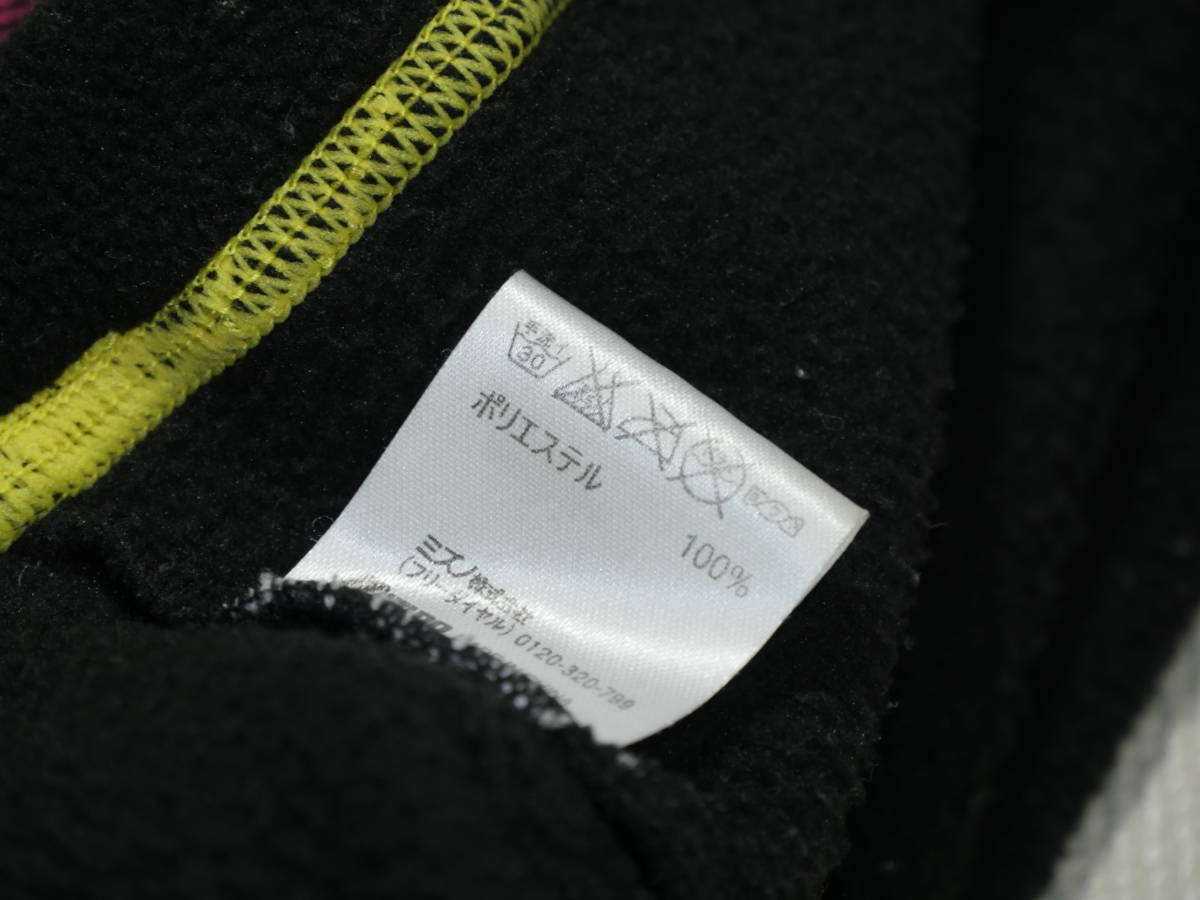 手洗イ
30
ポリエステル
100%
ミズノ株式会社
(フリーダイヤル) 0120-320-799